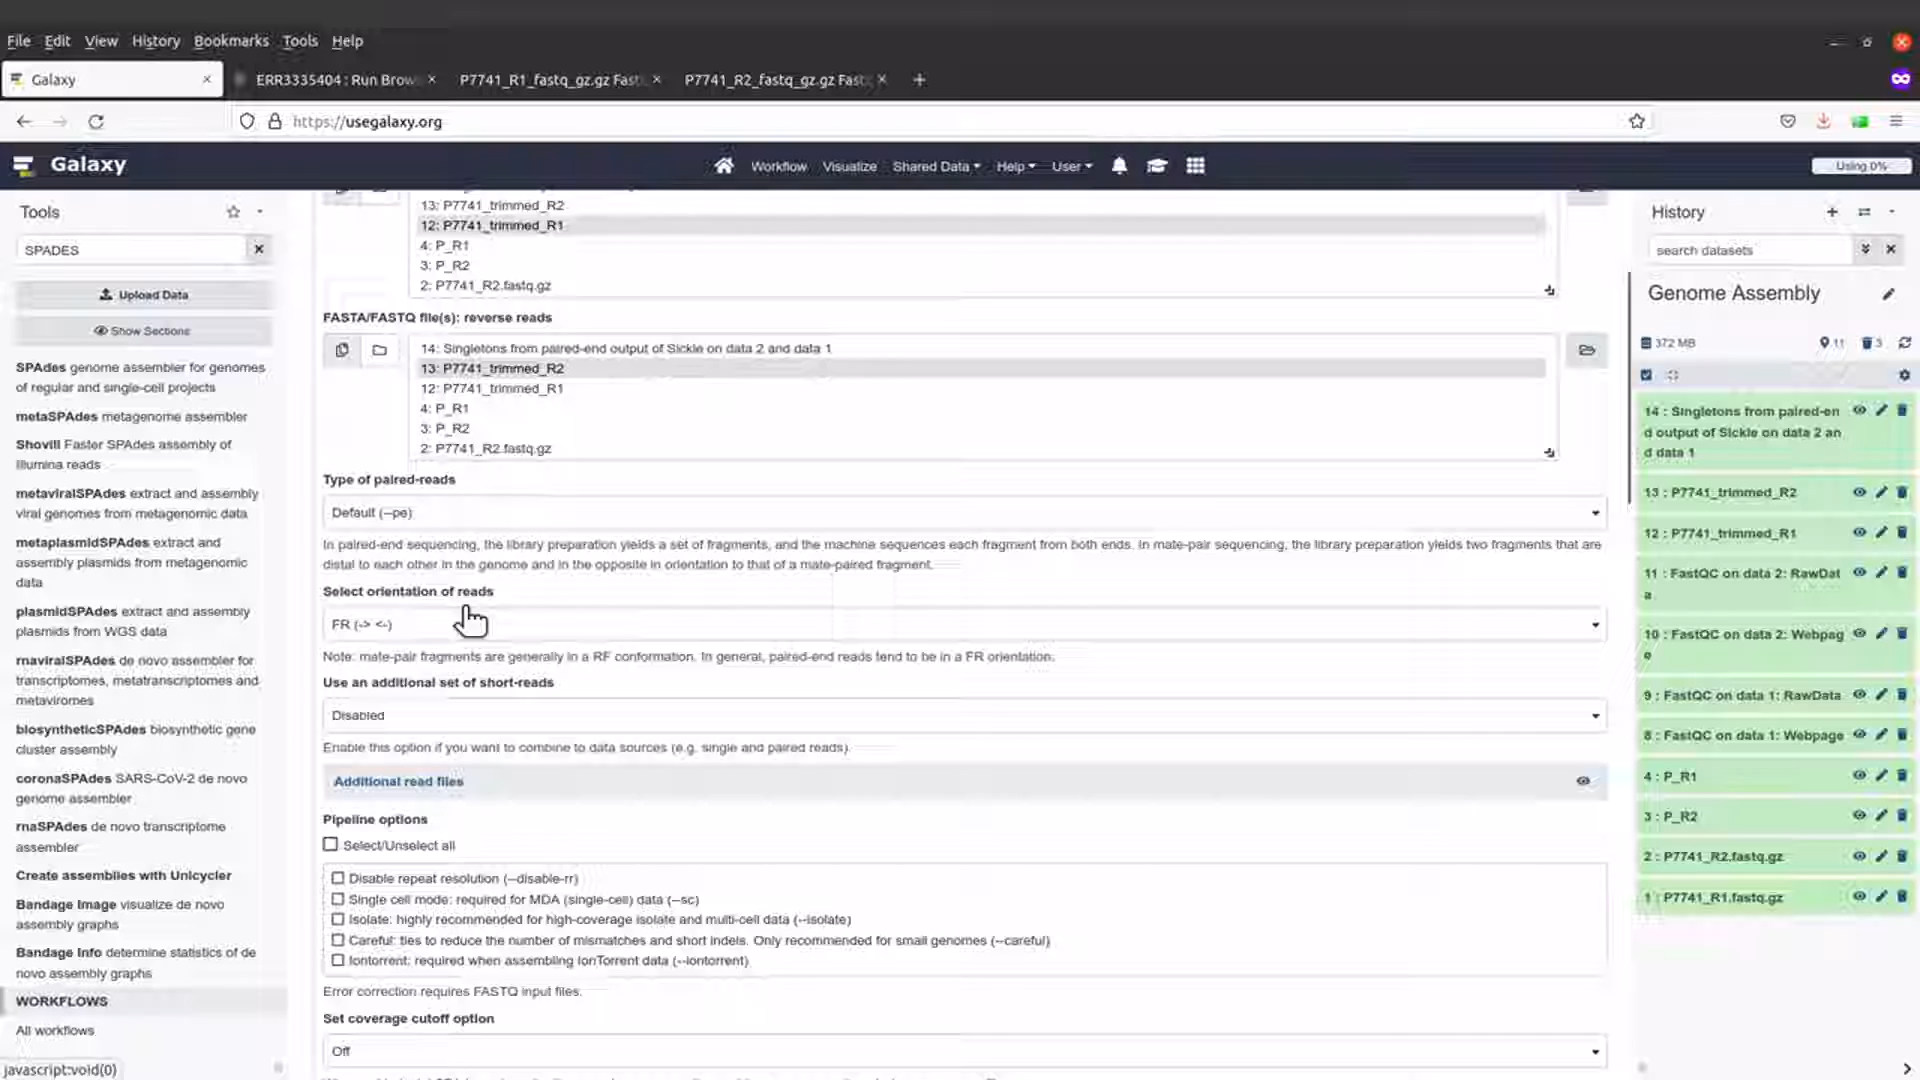 File Edit View History Bookmarks Tools Help
Galaxy
ERR3335404 : Run Brow
P7741_R1_fastq_gz.gz Fast
P7741_R2_fastq_gz.gz Fast
https://usegalaxy.org
Galaxy
Workflow Visualize Shared Data Help User
Using 0%
Tools
SPADES
Upload Data
Show Sections
SPAdes genome assembler for genomes
of regular and single-cell projects
metaSPAdes metagenome assembler
Shovill Faster SPAdes assembly of
Illumina reads
metaviralSPAdes extract and assembly
viral genomes from metagenomic data
metaplasmidSPAdes extract and
assembly plasmids from metagenomic
data
plasmidSPAdes extract and assembly
plasmids from WGS data
rnaviralSPAdes de novo assembler for
transcriptomes, metatranscriptomes and
metaviromes
biosyntheticSPAdes biosynthetic gene
cluster assembly
coronaSPAdes SARS-CoV-2 de novo
genome assembler
rnaSPAdes de novo transcriptome
assembler
Create assemblies with Unicycler
Bandage Image visualize de novo
assembly graphs
Bandage Info determine statistics of de
novo assembly graphs
WORKFLOWS
All workflows
javascript:void(0)
13: P7741_trimmed_R2
12: P7741_trimmed_R1
4: P_R1
3: P_R2
2: P7741_R2.fastq.gz
FASTA/FASTQ file(s): reverse reads
14: Singletons from paired-end output of Sickle on data 2 and data 1
13: P7741_trimmed_R2
12: P7741_trimmed_R1
4: P_R1
3: P_R2
2: P7741_R2.fastq.gz
Type of paired-reads
Default (--pe)
In paired-end sequencing, the library preparation yields a set of fragments, and the machine sequences each fragment from both ends. In mate-pair sequencing, the library preparation yields two fragments that are
distal to each other in the genome and in the opposite in orientation to that of a mate-paired fragment.
Select orientation of reads
FR (-> <-)
Note: mate-pair fragments are generally in a RF conformation. In general, paired-end reads tend to be in a FR orientation.
Use an additional set of short-reads
Disabled
Enable this option if you want to combine to data sources (e.g. single and paired reads).
Additional read files
Pipeline options
Select/Unselect all
Disable repeat resolution (--disable-rr)
Single cell mode: required for MDA (single-cell) data (--sc)
Isolate: highly recommended for high-coverage isolate and multi-cell data (--isolate)
Careful: ties to reduce the number of mismatches and short indels. Only recommended for small genomes (--careful)
Iontorrent: required when assembling IonTorrent data (--iontorrent)
Error correction requires FASTQ input files.
Set coverage cutoff option
Off
History
search datasets
Genome Assembly
372 MB
11
3
14 : Singletons from paired-en
d output of Sickle on data 2 an
d data 1
13 : P7741_trimmed_R2
12 : P7741_trimmed_R1
11 : FastQC on data 2: RawDat
a
10 : FastQC on data 2: Webpag
e
9 : FastQC on data 1: RawData
8 : FastQC on data 1: Webpage
4 : P_R1
3 : P_R2
2 : P7741_R2.fastq.gz
1 : P7741_R1.fastq.gz